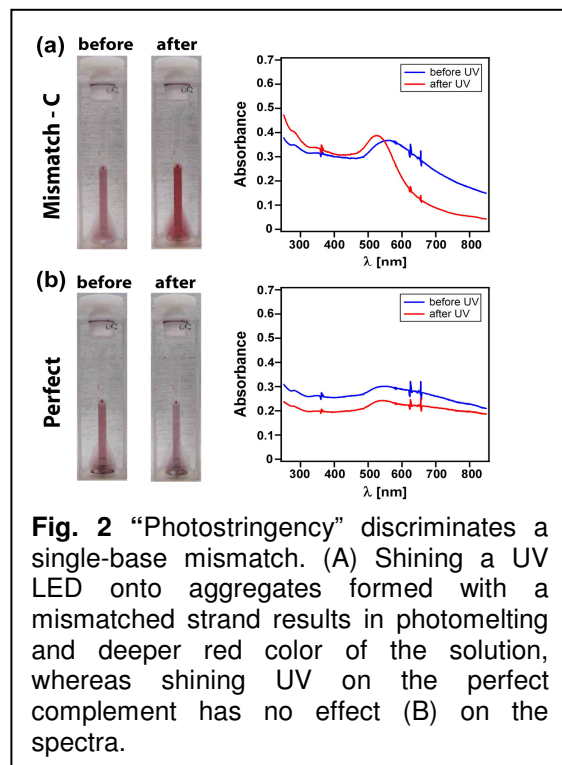 (a) before after
Mismatch - C
0.7
0.6
0.5
0.4
0.3
0.2
0.1
0
Absorbance
before UV
after UV
300 400 500 600 700 800
λ [nm]
(b) before after
Perfect
0.7
0.6
0.5
0.4
0.3
0.2
0.1
0
Absorbance
before UV
after UV
300 400 500 600 700 800
λ [nm]
Fig. 2 “Photostringency” discriminates a
single-base mismatch. (A) Shining a UV
LED onto aggregates formed with a
mismatched strand results in photomelting
and deeper red color of the solution,
whereas shining UV on the perfect
complement has no effect (B) on the
spectra.